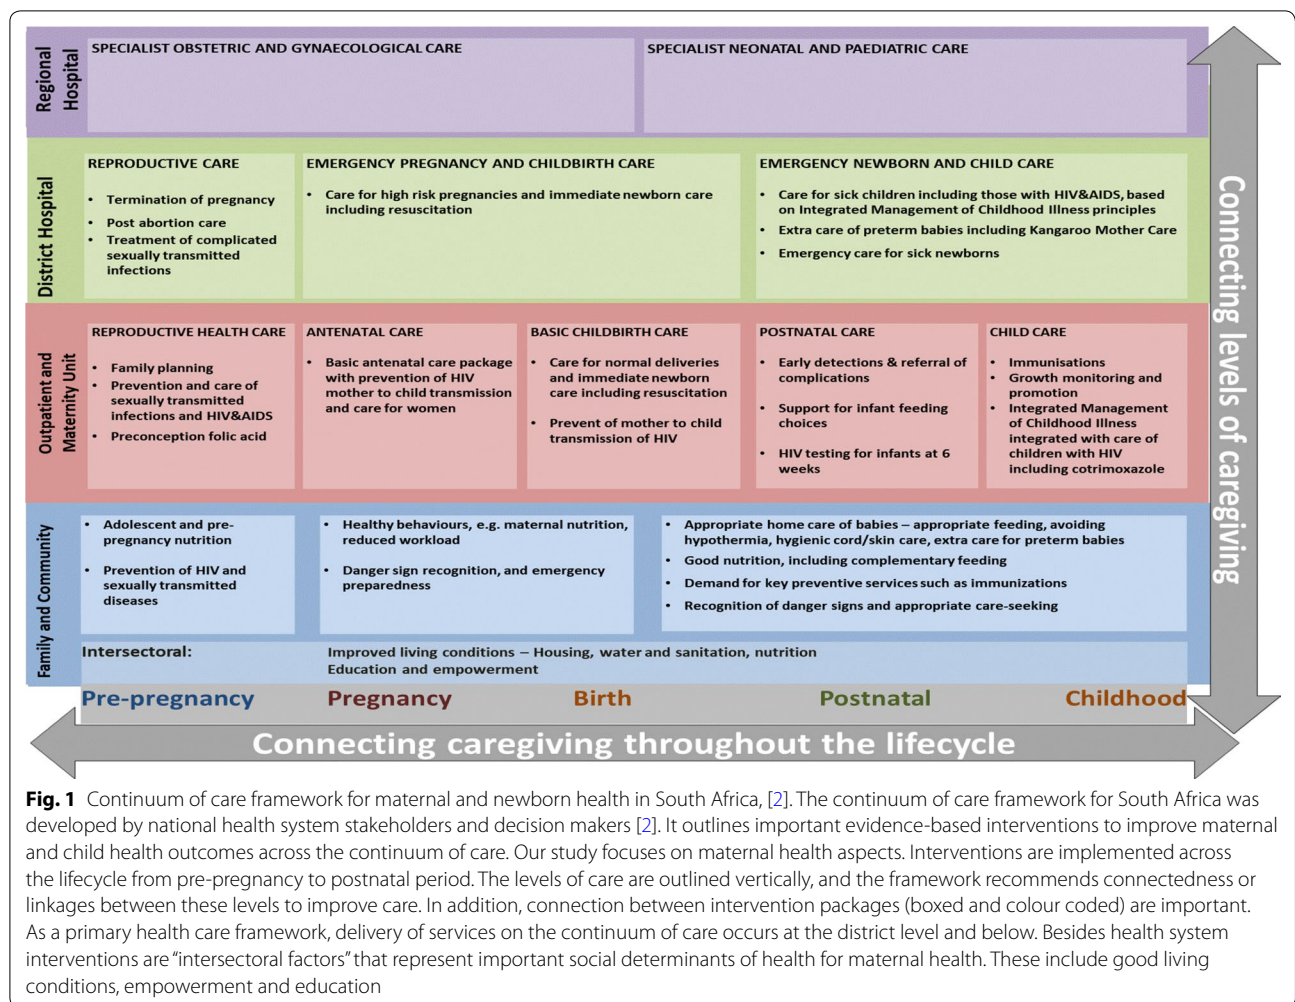 Regional
Hospital
SPECIALIST OBSTETRIC AND GYNAECOLOGICAL CARE
SPECIALIST NEONATAL AND PAEDIATRIC CARE
District Hospital
REPRODUCTIVE CARE
• Termination of pregnancy
• Post abortion care
• Treatment of complicated
sexually transmitted
infections
EMERGENCY PREGNANCY AND CHILDBIRTH CARE
• Care for high risk pregnancies and immediate newborn care
including resuscitation
EMERGENCY NEWBORN AND CHILD CARE
• Care for sick children including those with HIV&AIDS, based
on Integrated Management of Childhood Illness principles
• Extra care of preterm babies including Kangaroo Mother Care
• Emergency care for sick newborns
Outpatient and
Maternity Unit
REPRODUCTIVE HEALTH CARE
• Family planning
• Prevention and care of
sexually transmitted
infections and HIV&AIDS
• Preconception folic acid
ANTENATAL CARE
• Basic antenatal care package
with prevention of HIV
mother to child transmission
and care for women
BASIC CHILDBIRTH CARE
• Care for normal deliveries
and immediate newborn
care including resuscitation
• Prevent of mother to child
transmission of HIV
POSTNATAL CARE
• Early detections & referral of
complications
• Support for infant feeding
choices
• HIV testing for infants at 6
weeks
CHILD CARE
• Immunisations
• Growth monitoring and
promotion
• Integrated Management
of Childhood Illness
integrated with care of
children with HIV
including cotrimoxazole
Family and Community
• Adolescent and pre-
pregnancy nutrition
• Prevention of HIV and
sexually transmitted
diseases
• Healthy behaviours, e.g. maternal nutrition,
reduced workload
• Danger sign recognition, and emergency
preparedness
• Appropriate home care of babies – appropriate feeding, avoiding
hypothermia, hygienic cord/skin care, extra care for preterm babies
• Good nutrition, including complementary feeding
• Demand for key preventive services such as immunizations
• Recognition of danger signs and appropriate care-seeking
Intersectoral:
Improved living conditions – Housing, water and sanitation, nutrition
Education and empowerment
Pre-pregnancy
Pregnancy
Birth
Postnatal
Childhood
Connecting caregiving throughout the lifecycle
Connecting levels of caregiving
Fig. 1 Continuum of care framework for maternal and newborn health in South Africa, [2]. The continuum of care framework for South Africa was
developed by national health system stakeholders and decision makers [2]. It outlines important evidence-based interventions to improve maternal
and child health outcomes across the continuum of care. Our study focuses on maternal health aspects. Interventions are implemented across
the lifecycle from pre-pregnancy to postnatal period. The levels of care are outlined vertically, and the framework recommends connectedness or
linkages between these levels to improve care. In addition, connection between intervention packages (boxed and colour coded) are important.
As a primary health care framework, delivery of services on the continuum of care occurs at the district level and below. Besides health system
interventions are “intersectoral factors” that represent important social determinants of health for maternal health. These include good living
conditions, empowerment and education